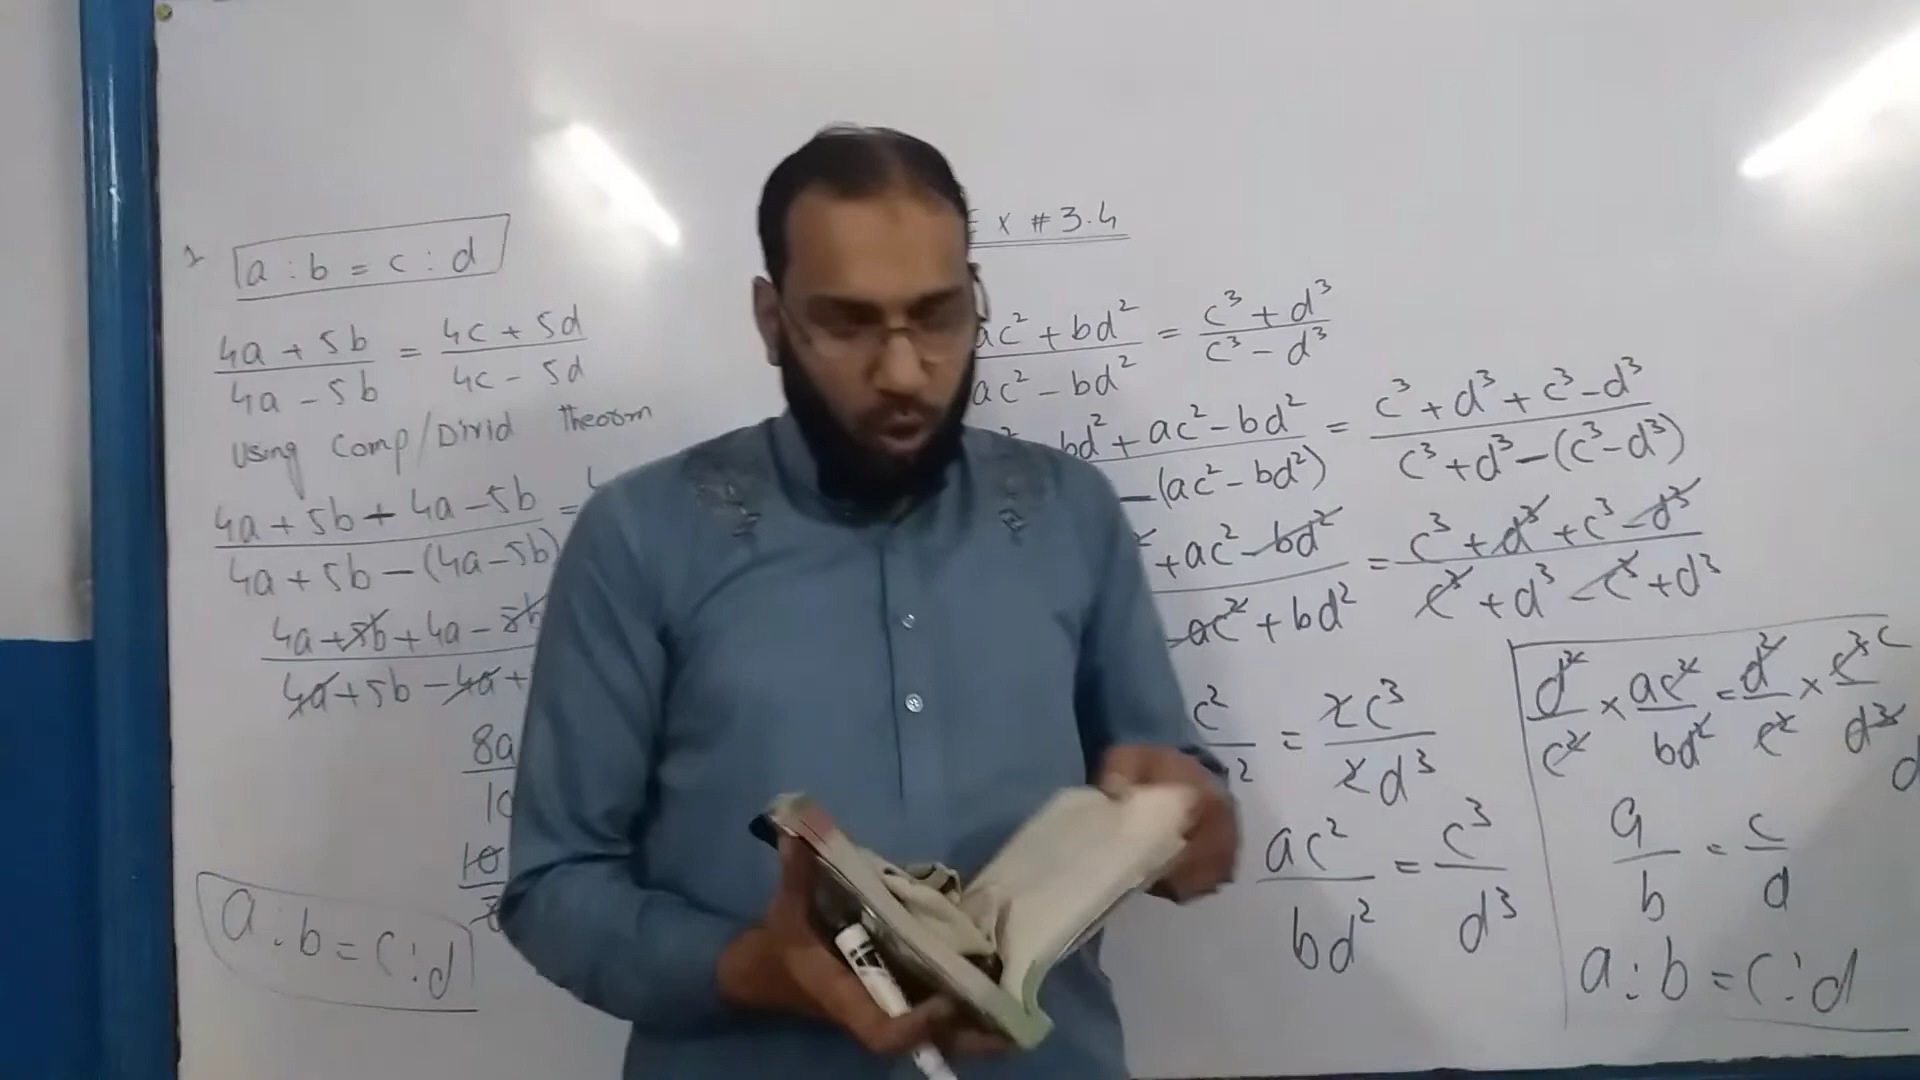 a : b = c : d
4a + 5b / 4a - 5b = 4c + 5d / 4c - 5d
Using Comp/Divid theorm
4a + 5b + 4a - 5b / 4a + 5b - (4a - 5b) =
4a + 5b + 4a - 5b / 4a + 5b - 4a +
8a
10
a : b = c : d
Ex # 3.4
ac² + bd² / ac² - bd² = c³ + d³ / c³ - d³
bd² + ac² - bd² / - (ac² - bd²) = c³ + d³ + c³ - d³ / c³ + d³ - (c³ - d³)
+ ac² - bd² / - ac² + bd² = c³ + d³ + c³ - d³ / c³ + d³ - c³ + d³
c² / ² = 2c³ / 2d³
ac² / bd² = c³ / d³
d² / c² × ac² / bd² = d² / c² × c³ c / d³ d
a / b = c / d
a : b = c : d